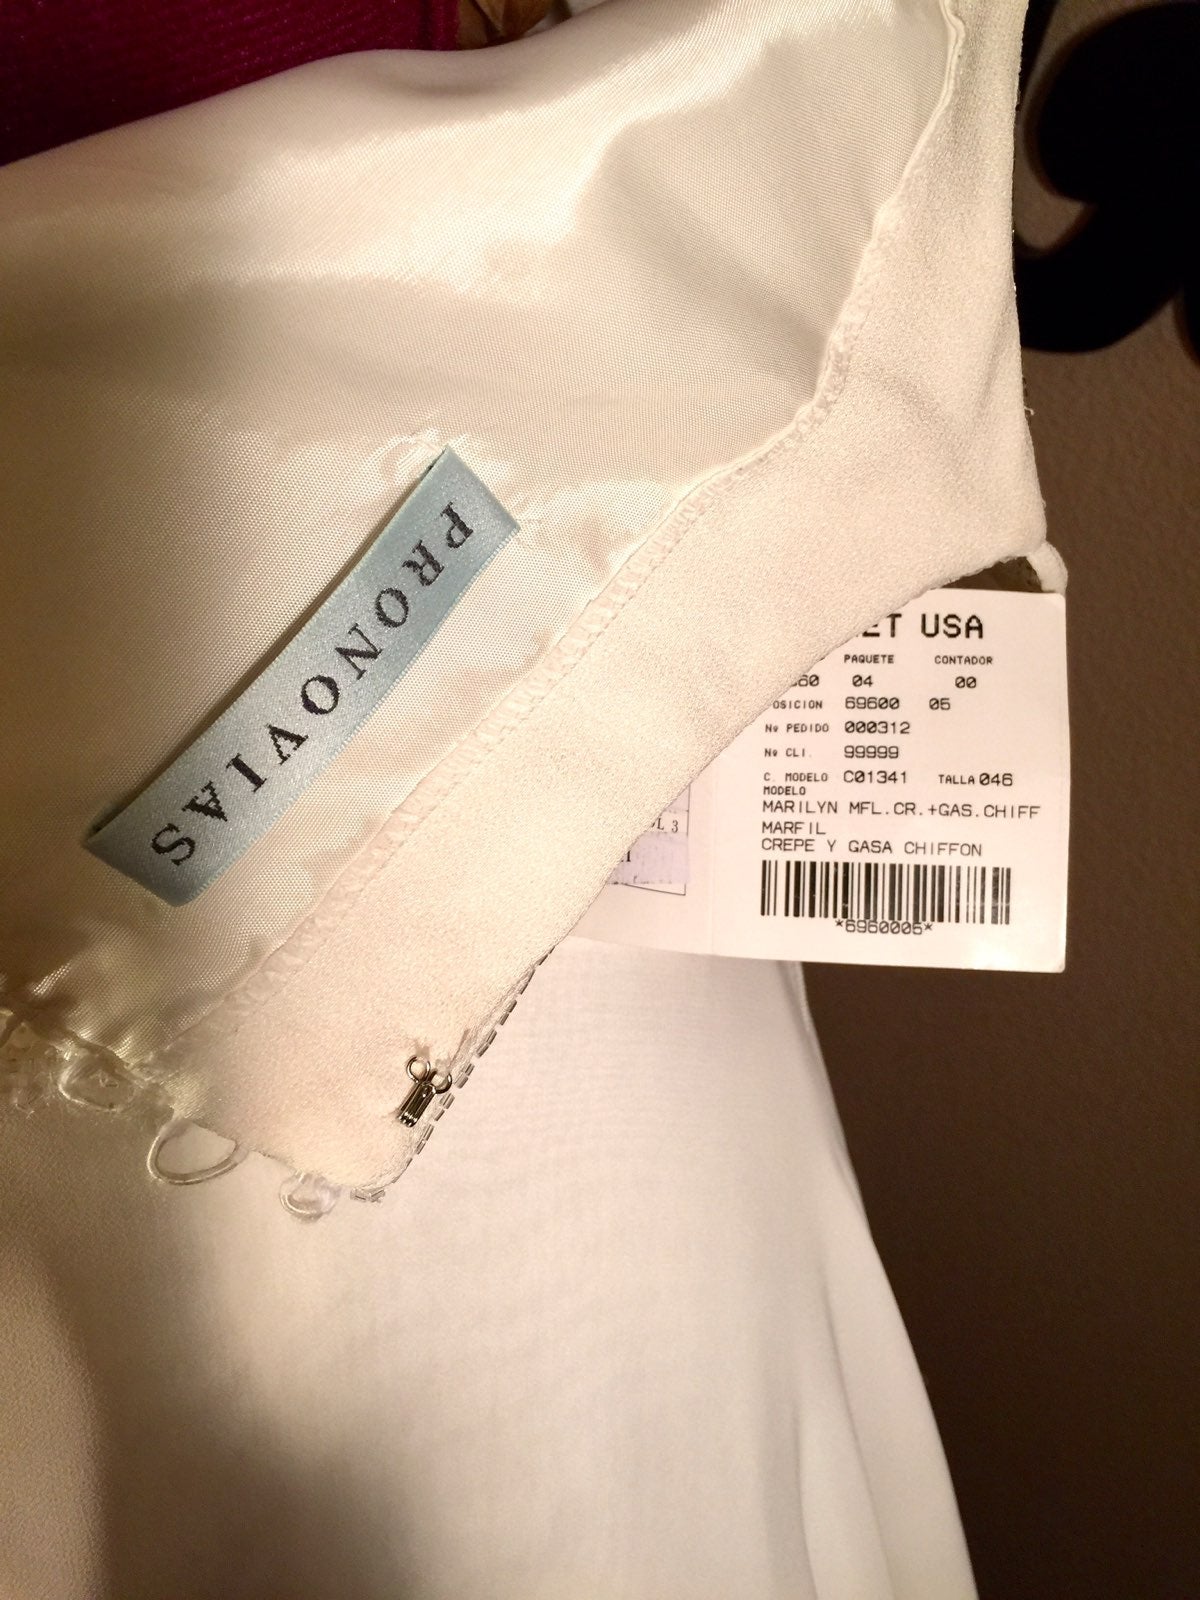 PRONOVIAS
USA
PAQUETE CONTADOR
04 00
69600 05
Nº PEDIDO 000312
Nº CLI. 99999
C. MODELO C01341 TALLA 046
MODELO
MARILYN MFL.CR.+GAS.CHIFF
MARFIL
CREPE Y GASA CHIFFON
*6960005*